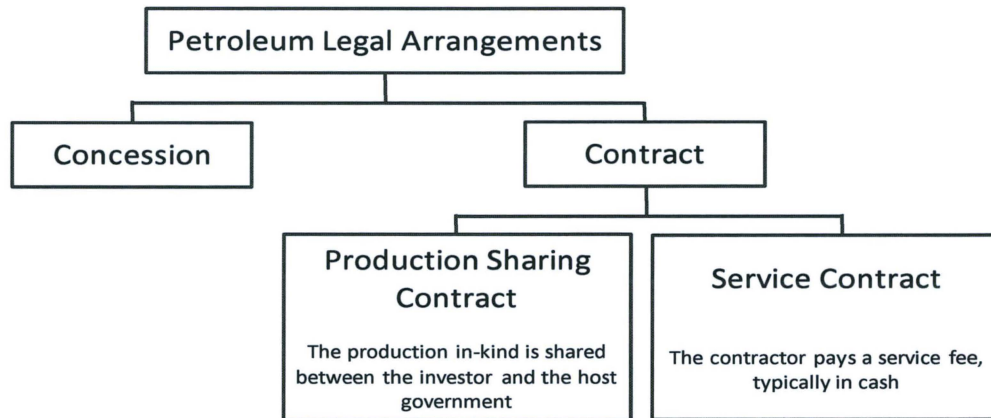 Petroleum Legal Arrangements
Concession
Contract
Production Sharing
Contract
The production in-kind is shared
between the investor and the host
government
Service Contract
The contractor pays a service fee,
typically in cash